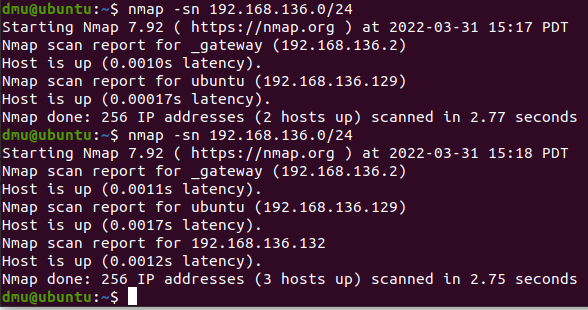 dmu@ubuntu:~$ nmap -sn 192.168.136.0/24
Starting Nmap 7.92 ( https://nmap.org ) at 2022-03-31 15:17 PDT
Nmap scan report for _gateway (192.168.136.2)
Host is up (0.0010s latency).
Nmap scan report for ubuntu (192.168.136.129)
Host is up (0.00017s latency).
Nmap done: 256 IP addresses (2 hosts up) scanned in 2.77 seconds
dmu@ubuntu:~$ nmap -sn 192.168.136.0/24
Starting Nmap 7.92 ( https://nmap.org ) at 2022-03-31 15:18 PDT
Nmap scan report for _gateway (192.168.136.2)
Host is up (0.0011s latency).
Nmap scan report for ubuntu (192.168.136.129)
Host is up (0.0017s latency).
Nmap scan report for 192.168.136.132
Host is up (0.0012s latency).
Nmap done: 256 IP addresses (3 hosts up) scanned in 2.75 seconds
dmu@ubuntu:~$